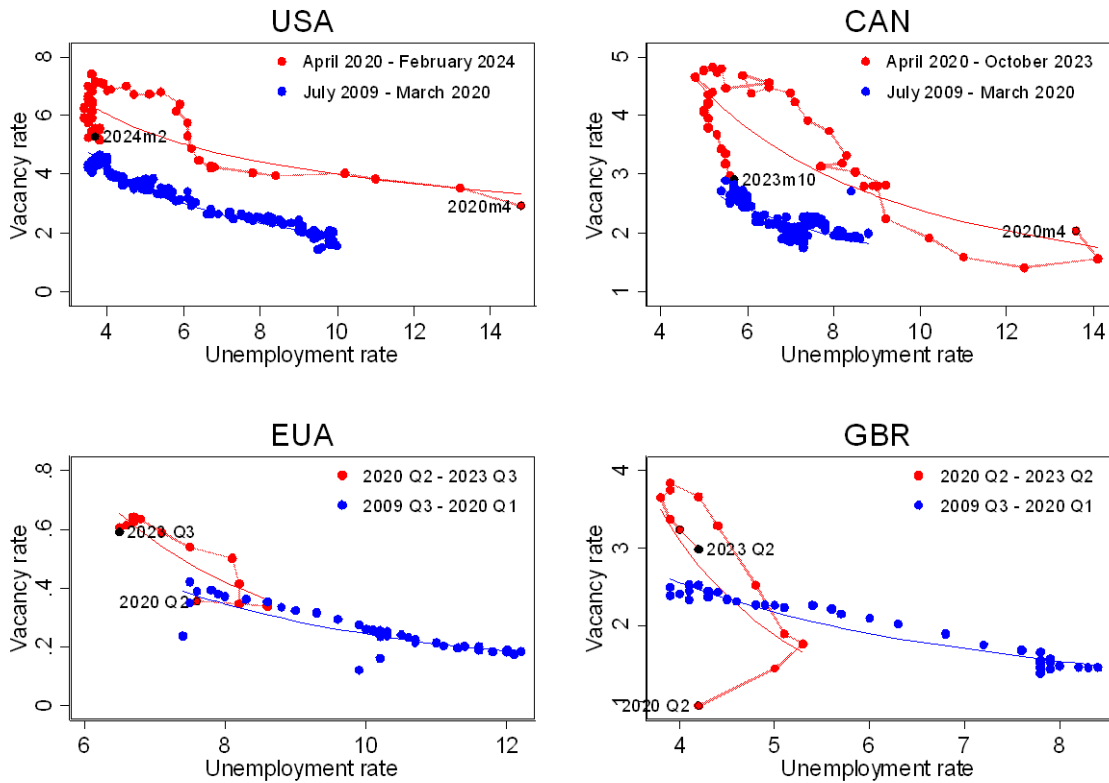 USA
April 2020 - February 2024
July 2009 - March 2020
2024m2
2020m4
Vacancy rate
8
6
4
2
0
4 6 8 10 12 14
Unemployment rate
CAN
April 2020 - October 2023
July 2009 - March 2020
2023m10
2020m4
Vacancy rate
5
4
3
2
1
4 6 8 10 12 14
Unemployment rate
EUA
2020 Q2 - 2023 Q3
2009 Q3 - 2020 Q1
2023 Q3
2020 Q2
Vacancy rate
.8
.6
.4
.2
0
6 8 10 12
Unemployment rate
GBR
2020 Q2 - 2023 Q2
2009 Q3 - 2020 Q1
2023 Q2
2020 Q2
Vacancy rate
4
3
2
1
4 5 6 7 8
Unemployment rate